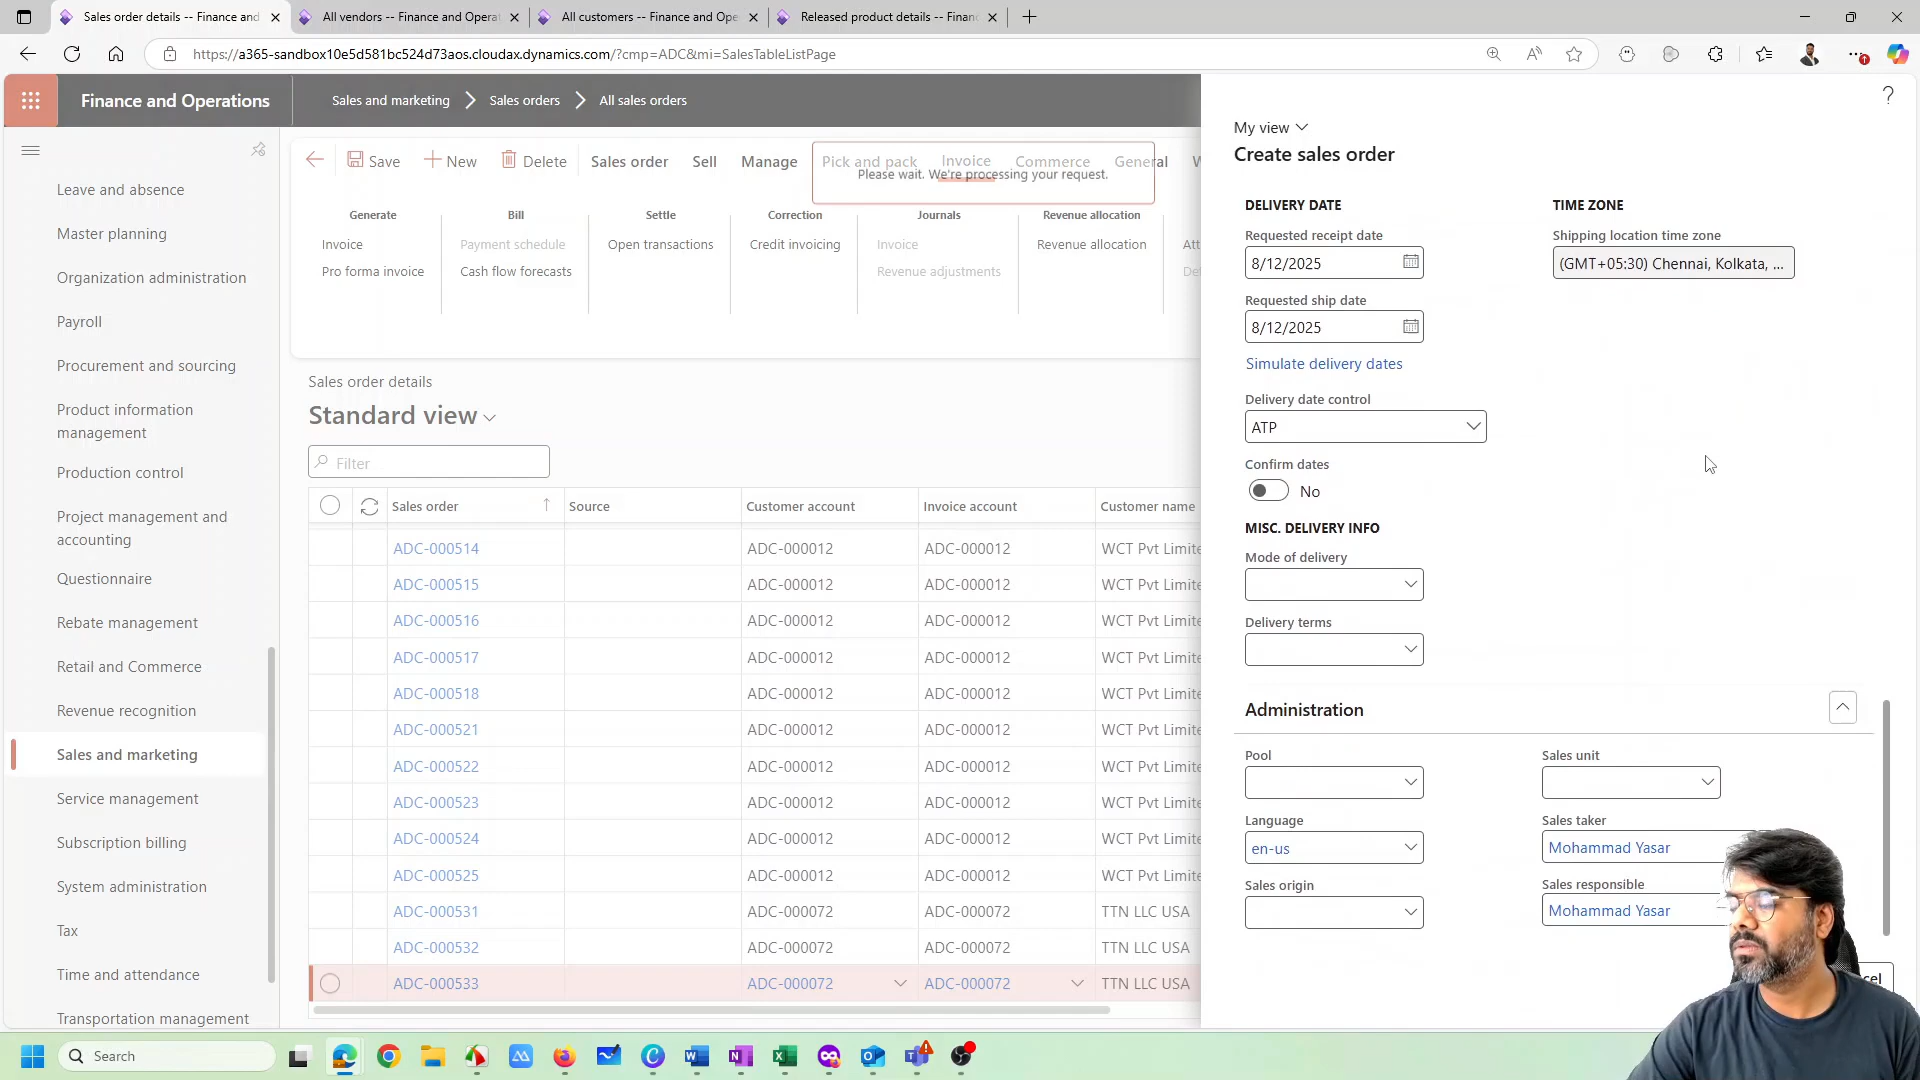 Sales order details -- Finance and
All vendors -- Finance and Opera
All customers -- Finance and Ope
Released product details -- Finan
https://a365-sandbox10e5d581bc524d73aos.cloudax.dynamics.com/?cmp=ADC&mi=SalesTableListPage
Finance and Operations
Sales and marketing
Sales orders
All sales orders
?
Save
New
Delete
Sales order
Sell
Manage
Pick and pack
Invoice
Commerce
General
Please wait. We're processing your request.
Generate
Invoice
Pro forma invoice
Bill
Payment schedule
Cash flow forecasts
Settle
Open transactions
Correction
Credit invoicing
Journals
Invoice
Revenue adjustments
Revenue allocation
Revenue allocation
Leave and absence
Master planning
Organization administration
Payroll
Procurement and sourcing
Product information
management
Production control
Project management and
accounting
Questionnaire
Rebate management
Retail and Commerce
Revenue recognition
Sales and marketing
Service management
Subscription billing
System administration
Tax
Time and attendance
Transportation management
Sales order details
Standard view
Filter
Sales order Source Customer account Invoice account Customer name
ADC-000514 ADC-000012 ADC-000012 WCT Pvt Limite
ADC-000515 ADC-000012 ADC-000012 WCT Pvt Limite
ADC-000516 ADC-000012 ADC-000012 WCT Pvt Limite
ADC-000517 ADC-000012 ADC-000012 WCT Pvt Limite
ADC-000518 ADC-000012 ADC-000012 WCT Pvt Limite
ADC-000521 ADC-000012 ADC-000012 WCT Pvt Limite
ADC-000522 ADC-000012 ADC-000012 WCT Pvt Limite
ADC-000523 ADC-000012 ADC-000012 WCT Pvt Limite
ADC-000524 ADC-000012 ADC-000012 WCT Pvt Limite
ADC-000525 ADC-000012 ADC-000012 WCT Pvt Limite
ADC-000531 ADC-000072 ADC-000072 TTN LLC USA
ADC-000532 ADC-000072 ADC-000072 TTN LLC USA
ADC-000533 ADC-000072 ADC-000072 TTN LLC USA
My view
Create sales order
DELIVERY DATE
Requested receipt date
8/12/2025
Requested ship date
8/12/2025
Simulate delivery dates
Delivery date control
ATP
Confirm dates
No
MISC. DELIVERY INFO
Mode of delivery
Delivery terms
TIME ZONE
Shipping location time zone
(GMT+05:30) Chennai, Kolkata, ...
Administration
Pool
Language
en-us
Sales origin
Sales unit
Sales taker
Mohammad Yasar
Sales responsible
Mohammad Yasar
cel
Search